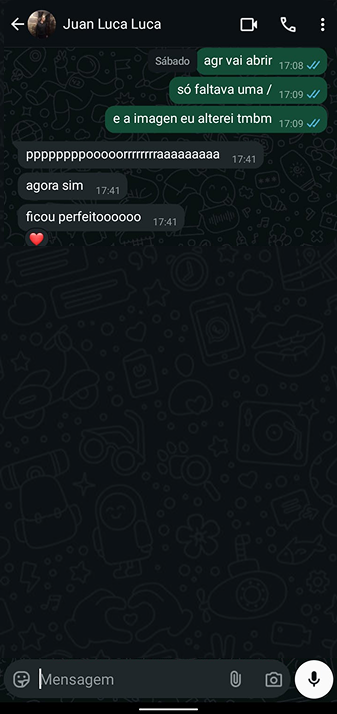 Juan Luca Luca
Sábado
agr vai abrir 17:08
só faltava uma / 17:09
e a imagen eu alterei tmbm 17:09
ppppppppooooorrrrrrrraaaaaaaaa 17:41
agora sim 17:41
ficou perfeitoooooo 17:41
Mensagem